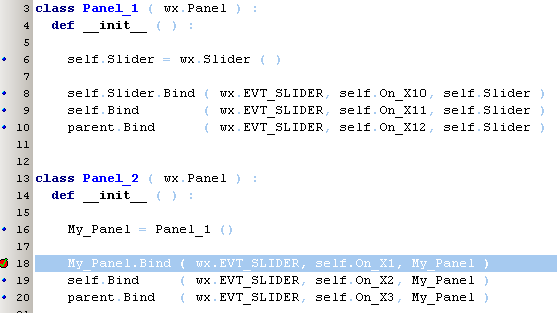 3 class Panel_1 ( wx.Panel ) :
4 def __init__ ( ) :
5
6 self.Slider = wx.Slider ( )
7
8 self.Slider.Bind ( wx.EVT_SLIDER, self.On_X10, self.Slider )
9 self.Bind ( wx.EVT_SLIDER, self.On_X11, self.Slider )
10 parent.Bind ( wx.EVT_SLIDER, self.On_X12, self.Slider )
11
12
13 class Panel_2 ( wx.Panel ) :
14 def __init__ ( ) :
15
16 My_Panel = Panel_1 ()
17
18 My_Panel.Bind ( wx.EVT_SLIDER, self.On_X1, My_Panel )
19 self.Bind ( wx.EVT_SLIDER, self.On_X2, My_Panel )
20 parent.Bind ( wx.EVT_SLIDER, self.On_X3, My_Panel )